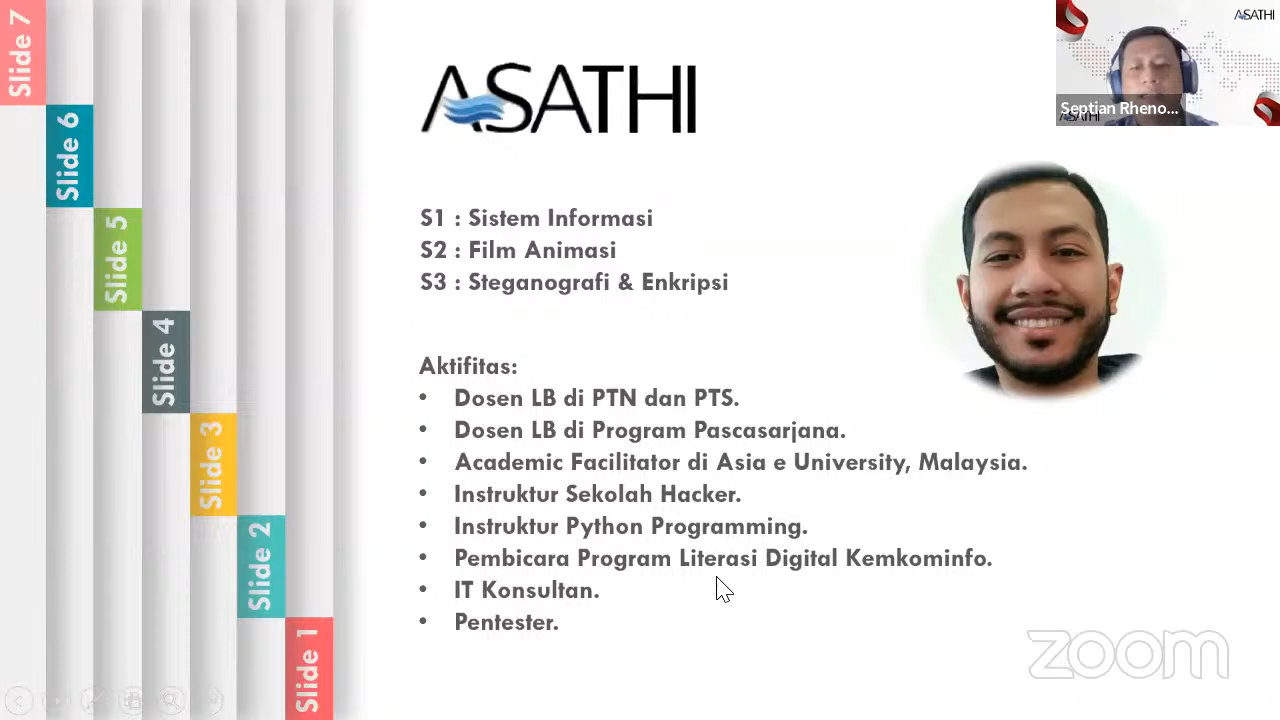 Slide 7
Slide 6
Slide 5
Slide 4
Slide 3
Slide 2
Slide 1
ASATHI
S1 : Sistem Informasi
S2 : Film Animasi
S3 : Steganografi & Enkripsi
Aktifitas:
• Dosen LB di PTN dan PTS.
• Dosen LB di Program Pascasarjana.
• Academic Facilitator di Asia e University, Malaysia.
• Instruktur Sekolah Hacker.
• Instruktur Python Programming.
• Pembicara Program Literasi Digital Kemkominfo.
• IT Konsultan.
• Pentester.
ASATHI
Septian Rheno...
ASATHI
zoom